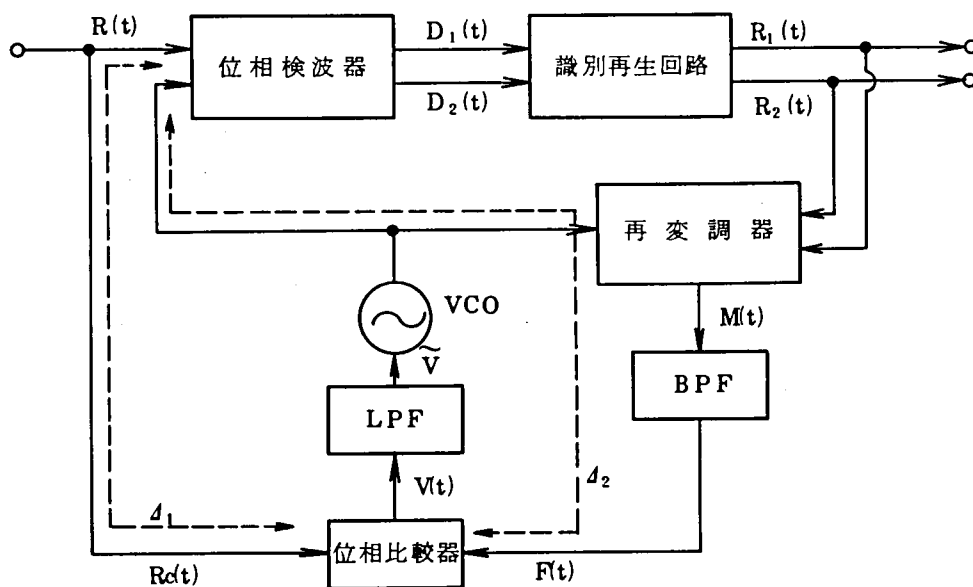 R(t)
位相検波器
D₁(t)
D₂(t)
識別再生回路
R₁(t)
R₂(t)
再変調器
VCO
Ṽ
M(t)
BPF
LPF
V(t)
Δ₁
Δ₂
位相比較器
Rc(t)
F(t)